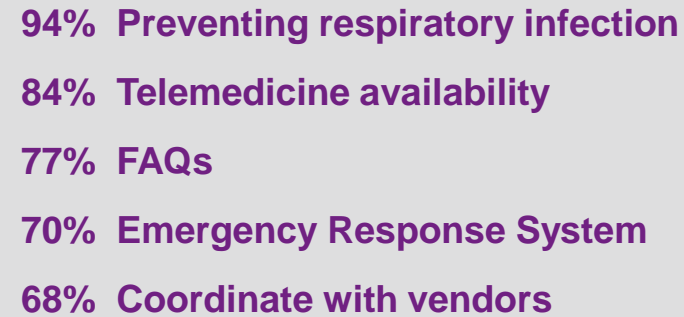 94% Preventing respiratory infection
84% Telemedicine availability
77% FAQs
70% Emergency Response System
68% Coordinate with vendors